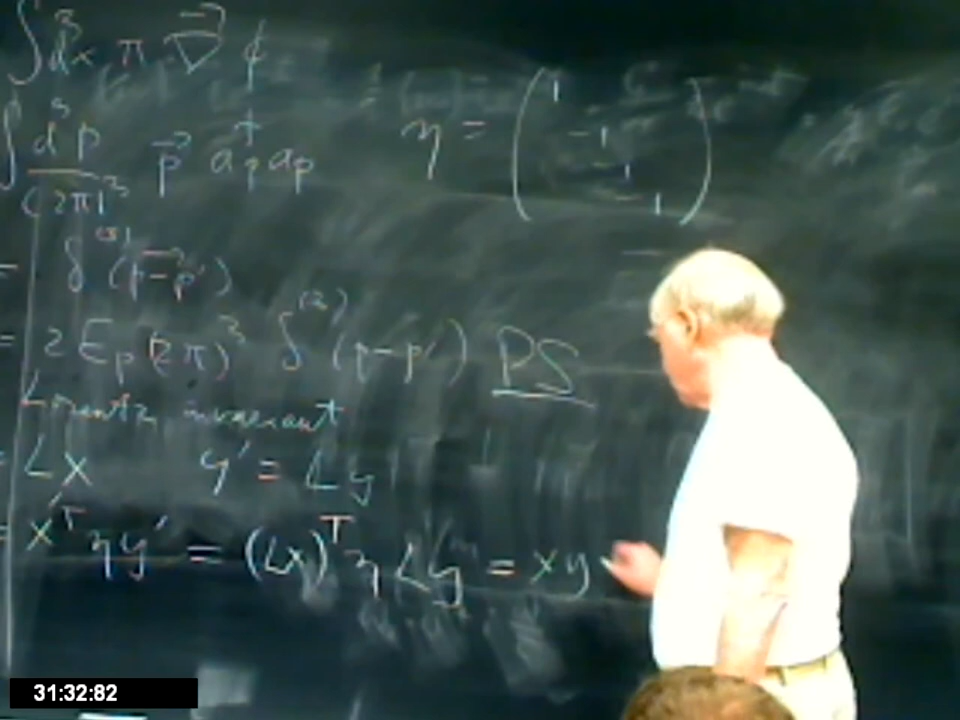 ∫ d³x π ∇⃗ φ
∫ d³p / (2π)³ p⃗ a†ₚ aₚ
η = ( 1 -1 -1 -1 )
= δ⁽³⁾ (p⃗-p')
= 2Eₚ(2π)³ δ⁽³⁾ (p-p') PS
Lorentz invariant
= Lx y' = Ly
= x'ᵀηy' = (Lx)ᵀ η Ly = xy
31:32:82